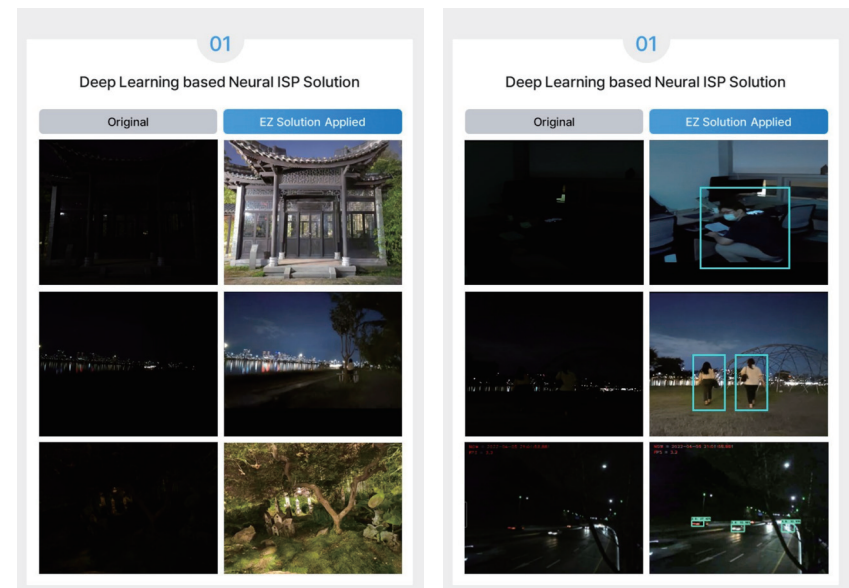 01
Deep Learning based Neural ISP Solution
Original
EZ Solution Applied
01
Deep Learning based Neural ISP Solution
Original
EZ Solution Applied